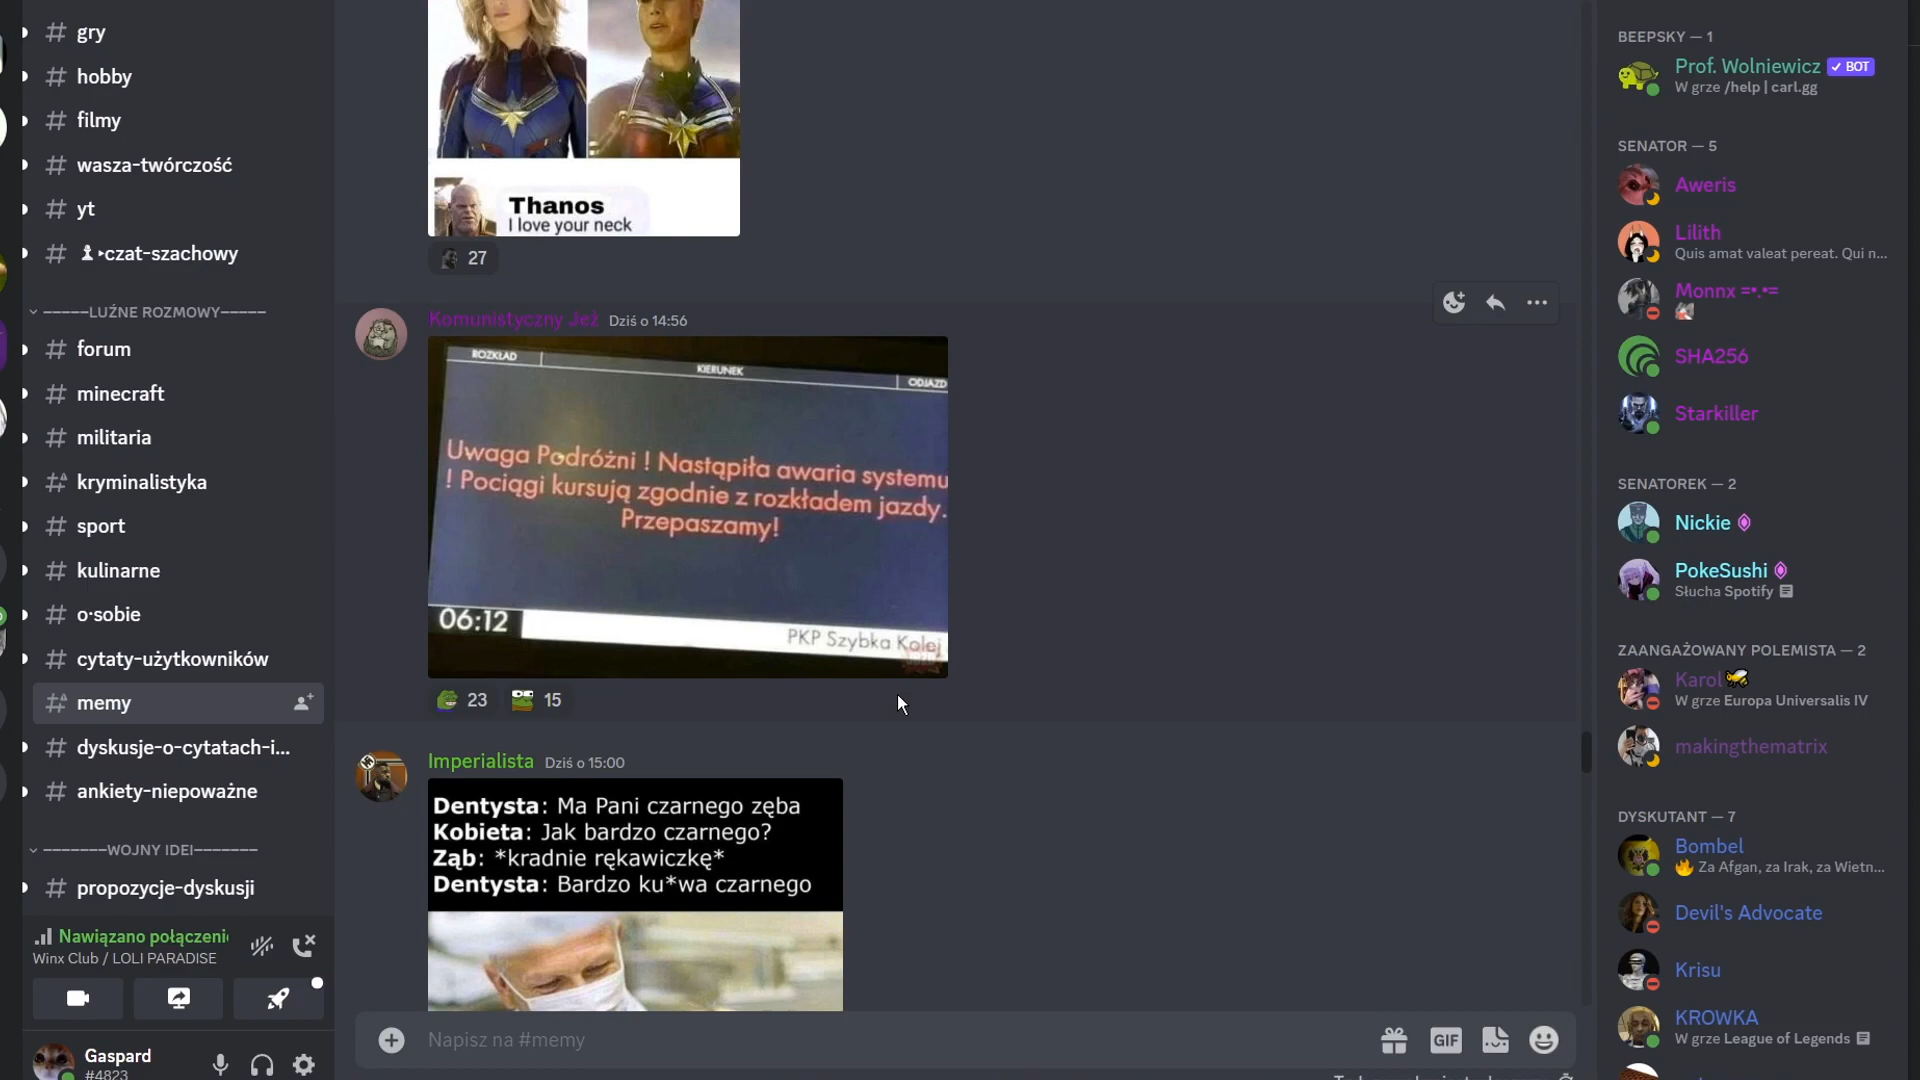 gry
hobby
filmy
wasza-twórczość
yt
czat-szachowy
-----LUŹNE ROZMOWY-----
forum
minecraft
militaria
kryminalistyka
sport
kulinarne
o·sobie
cytaty-użytkowników
memy
dyskusje-o-cytatach-i...
ankiety-niepoważne
-------WOJNY IDEI-------
propozycje-dyskusji
Nawiązano połączeni
Winx Club / LOLI PARADISE
Gaspard
#4823
Thanos
I love your neck
27
Komunistyczny Jeż Dziś o 14:56
ROZKŁAD KIERUNEK ODJAZD
Uwaga Podróżni ! Nastąpiła awaria systemu
! Pociągi kursują zgodnie z rozkładem jazdy.
Przepaszamy!
06:12 PKP Szybka Kolej
23 15
Imperialista Dziś o 15:00
Dentysta: Ma Pani czarnego zęba
Kobieta: Jak bardzo czarnego?
Ząb: *kradnie rękawiczkę*
Dentysta: Bardzo ku*wa czarnego
Napisz na #memy
GIF
BEEPSKY — 1
Prof. Wolniewicz ✓ BOT
W grze /help | carl.gg
SENATOR — 5
Aweris
Lilith
Quis amat valeat pereat. Qui n...
Monnx =•.•=
SHA256
Starkiller
SENATOREK — 2
Nickie
PokeSushi
Słucha Spotify
ZAANGAŻOWANY POLEMISTA — 2
Karol
W grze Europa Universalis IV
makingthematrix
DYSKUTANT — 7
Bombel
Za Afgan, za Irak, za Wietn...
Devil's Advocate
Krisu
KROWKA
W grze League of Legends